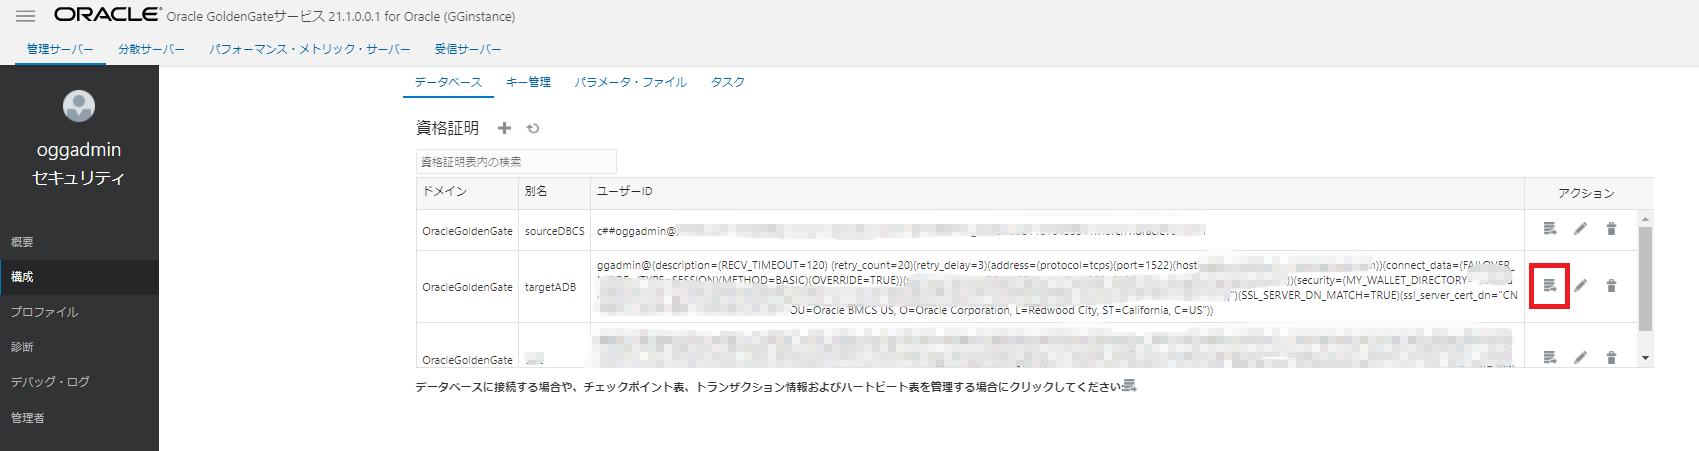 ORACLE Oracle GoldenGateサービス 21.1.0.0.1 for Oracle (GGinstance)
管理サーバー 分散サーバー パフォーマンス・メトリック・サーバー 受信サーバー
oggadmin
セキュリティ
概要
構成
プロファイル
診断
デバッグ・ログ
管理者
データベース キー管理 パラメータ・ファイル タスク
資格証明
資格証明表内の検索
ドメイン 別名 ユーザーID アクション
OracleGoldenGate sourceDBCS c##oggadmin@
OracleGoldenGate targetADB
ggadmin@(description=(RECV_TIMEOUT=120) (retry_count=20)(retry_delay=3)(address=(protocol=tcps)(port=1522)(host
))(connect_data=(FAILOVER_
(METHOD=BASIC)(OVERRIDE=TRUE))(
))(security=(MY_WALLET_DIRECTORY=
")(SSL_SERVER_DN_MATCH=TRUE)(ssl_server_cert_dn="CN
OU=Oracle BMCS US, O=Oracle Corporation, L=Redwood City, ST=California, C=US"))
OracleGoldenGate
データベースに接続する場合や、チェックポイント表、トランザクション情報およびハートビート表を管理する場合にクリックしてください